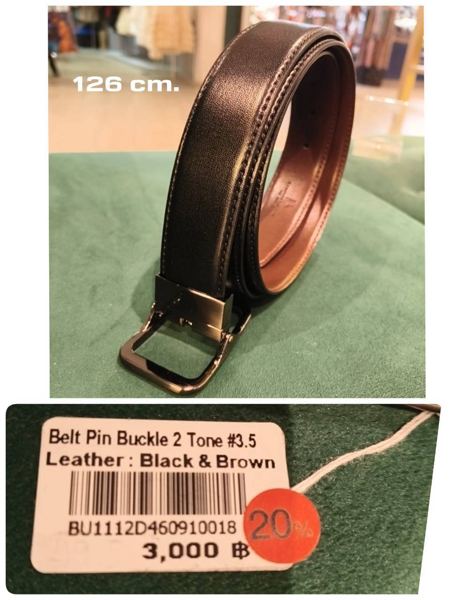 126 cm.
Belt Pin Buckle 2 Tone #3.5
Leather : Black & Brown
BU1112D460910018
20%
3,000 ฿